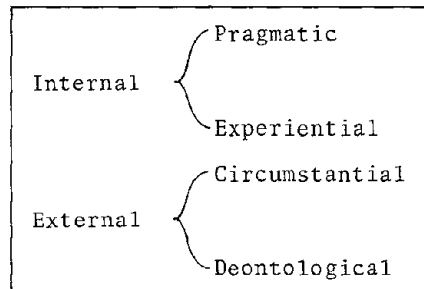 Pragmatic
Internal
Experiential
Circumstantial
External
Deontological